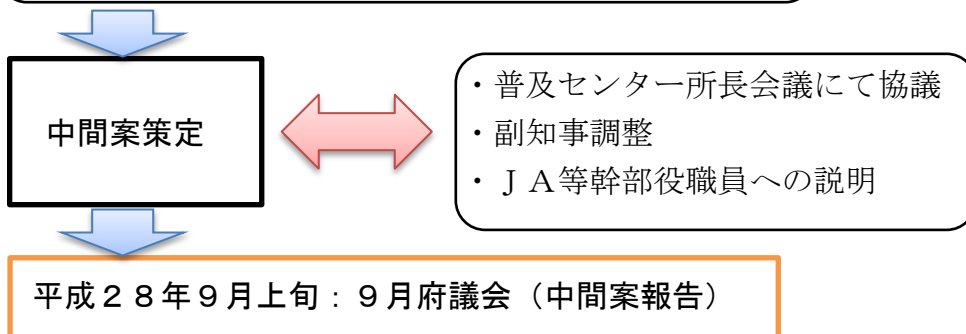 中間案策定
・普及センター所長会議にて協議
・副知事調整
・ＪＡ等幹部役職員への説明
平成２８年９月上旬：９月府議会（中間案報告）